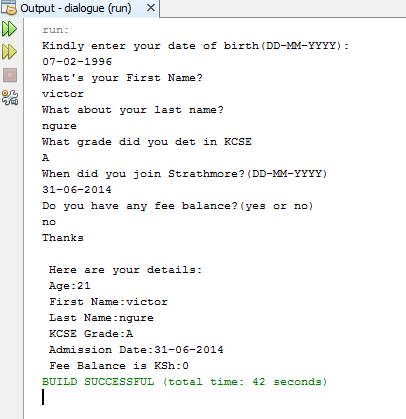 Output - dialogue (run)
run:
Kindly enter your date of birth(DD-MM-YYYY):
07-02-1996
What's your First Name?
victor
What about your last name?
ngure
What grade did you det in KCSE
A
When did you join Strathmore?(DD-MM-YYYY)
31-06-2014
Do you have any fee balance?(yes or no)
no
Thanks
Here are your details:
Age:21
First Name:victor
Last Name:ngure
KCSE Grade:A
Admission Date:31-06-2014
Fee Balance is KSh:0
BUILD SUCCESSFUL (total time: 42 seconds)